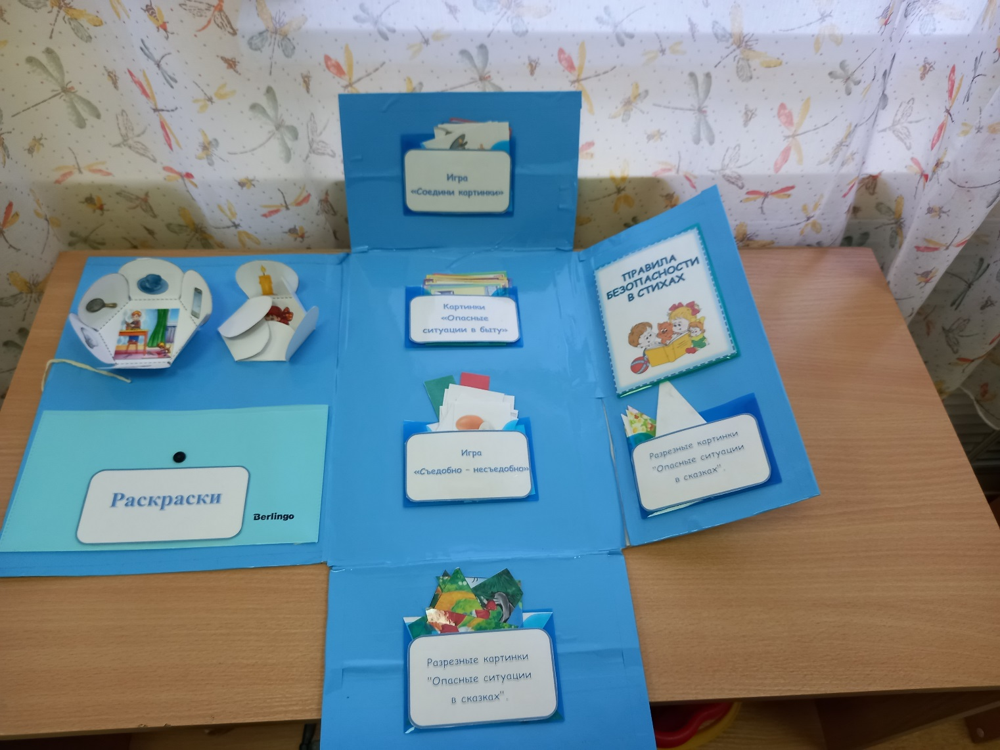 Игра
«Соедини картинки»
Картинки
«Опасные
ситуации в быту»
ПРАВИЛА
БЕЗОПАСНОСТИ
В СТИХАХ
Игра
«Съедобно – несъедобно»
Разрезные картинки
"Опасные ситуации
в сказках".
Раскраски
Berlingo
Разрезные картинки
"Опасные ситуации
в сказках".